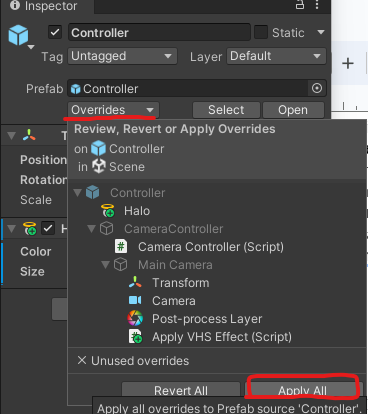 Inspector
Controller
Static
Tag Untagged Layer Default
Prefab Controller
Overrides Select Open
Review, Revert or Apply Overrides
on Controller
in Scene
Position
Rotation
Scale
Controller
Halo
CameraController
Camera Controller (Script)
Main Camera
Transform
Color
Camera
Size
Post-process Layer
Apply VHS Effect (Script)
Unused overrides
Revert All Apply All
Apply all overrides to Prefab source 'Controller'.